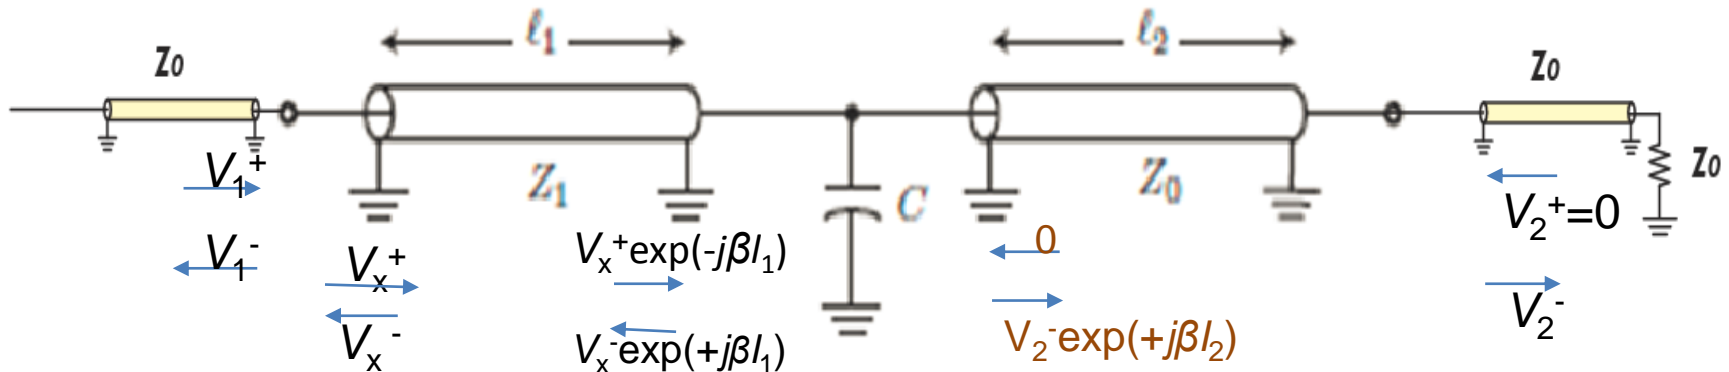 ℓ₁
ℓ₂
Z₀
Z₀
Z₀
Z₁
C
Z₀
V₁⁺
V₁⁻
Vₓ⁺
Vₓ⁻
Vₓ⁺exp(-jβl₁)
Vₓ⁻exp(+jβl₁)
0
V₂⁻exp(+jβl₂)
V₂⁺=0
V₂⁻